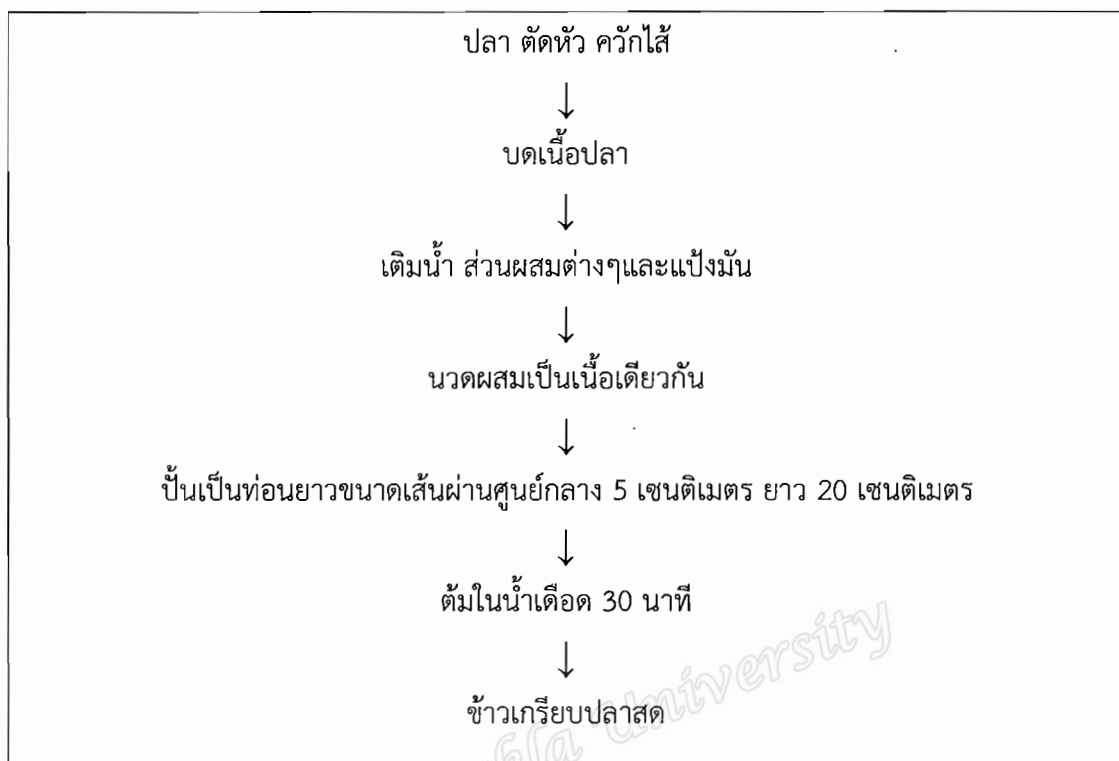 ปลา ตัดหัว ควักไส้
↓
บดเนื้อปลา
↓
เติมน้ำ ส่วนผสมต่างๆและแป้งมัน
↓
นวดผสมเป็นเนื้อเดียวกัน
↓
ปั้นเป็นท่อนยาวขนาดเส้นผ่านศูนย์กลาง 5 เซนติเมตร ยาว 20 เซนติเมตร
↓
ต้มในน้ำเดือด 30 นาที
↓
ข้าวเกรียบปลาสด
University